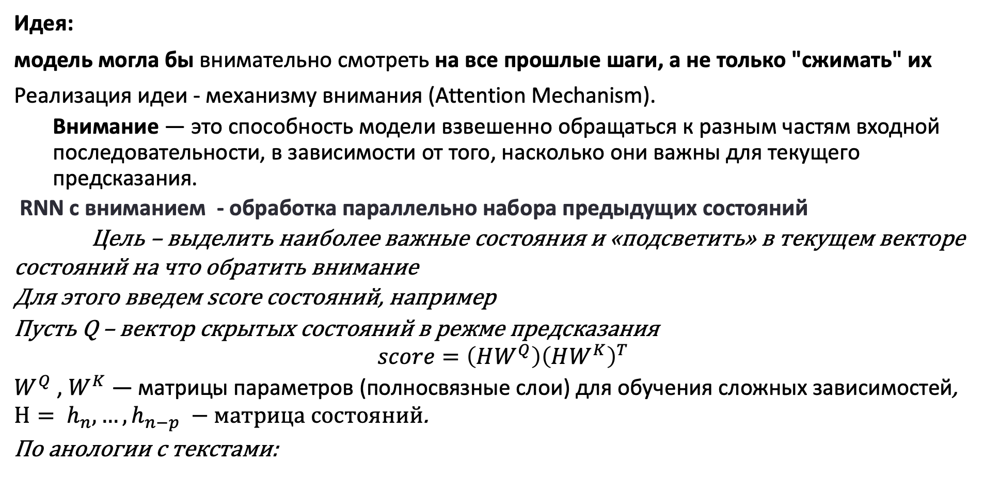 Идея:
модель могла бы внимательно смотреть на все прошлые шаги, а не только "сжимать" их
Реализация идеи - механизму внимания (Attention Mechanism).
Внимание — это способность модели взвешенно обращаться к разным частям входной
последовательности, в зависимости от того, насколько они важны для текущего
предсказания.
RNN с вниманием - обработка параллельно набора предыдущих состояний
Цель – выделить наиболее важные состояния и «подсветить» в текущем векторе
состояний на что обратить внимание
Для этого введем score состояний, например
Пусть Q – вектор скрытых состояний в режме предсказания
score = (HW^Q)(HW^K)^T
W^Q , W^K — матрицы параметров (полносвязные слои) для обучения сложных зависимостей,
H = h_n, … , h_{n−p} − матрица состояний.
По анологии с текстами: